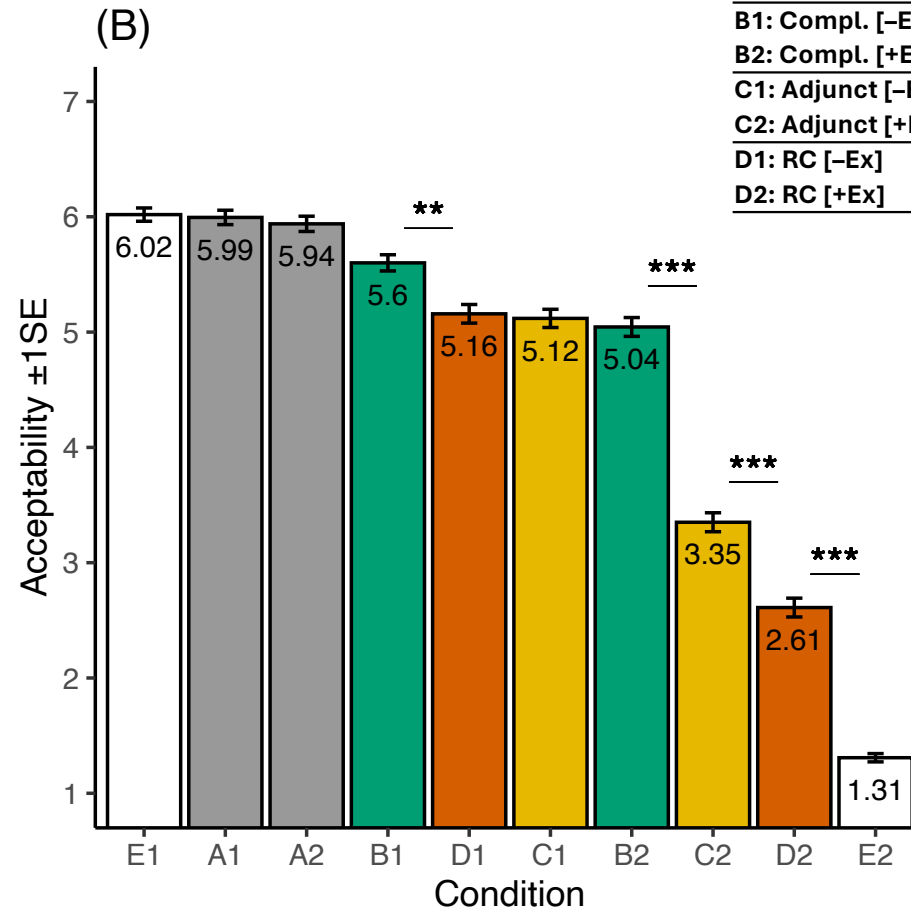 (B)
B1: Compl. [–E
B2: Compl. [+E
C1: Adjunct [–E
C2: Adjunct [+E
D1: RC [–Ex]
D2: RC [+Ex]
Acceptability ±1SE
7
6
5
4
3
2
1
**
***
***
***
6.02
5.99
5.94
5.6
5.16
5.12
5.04
3.35
2.61
1.31
E1 A1 A2 B1 D1 C1 B2 C2 D2 E2
Condition